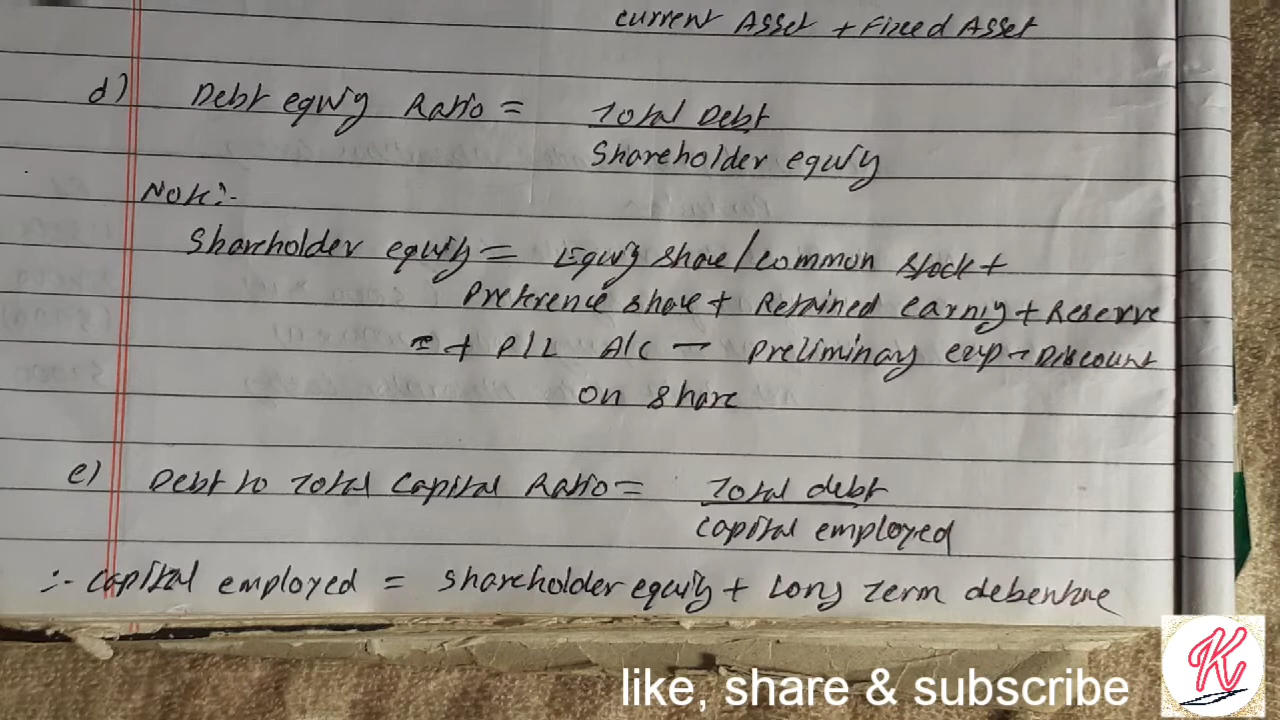 current Asset + Fixed Asset
d) Debt equity Ratio = Total Debt
Shareholder equity
Note:-
Shareholder equity = Equity share/common stock +
Preference share + Retained earnig + Reserve
= + P/L A/C - Preliminary exp - Discount
on share
e) Debt to Total Capital Ratio = Total debt
Capital employed
:- Capital employed = Shareholder equity + Long Term debenture
like, share & subscribe
K